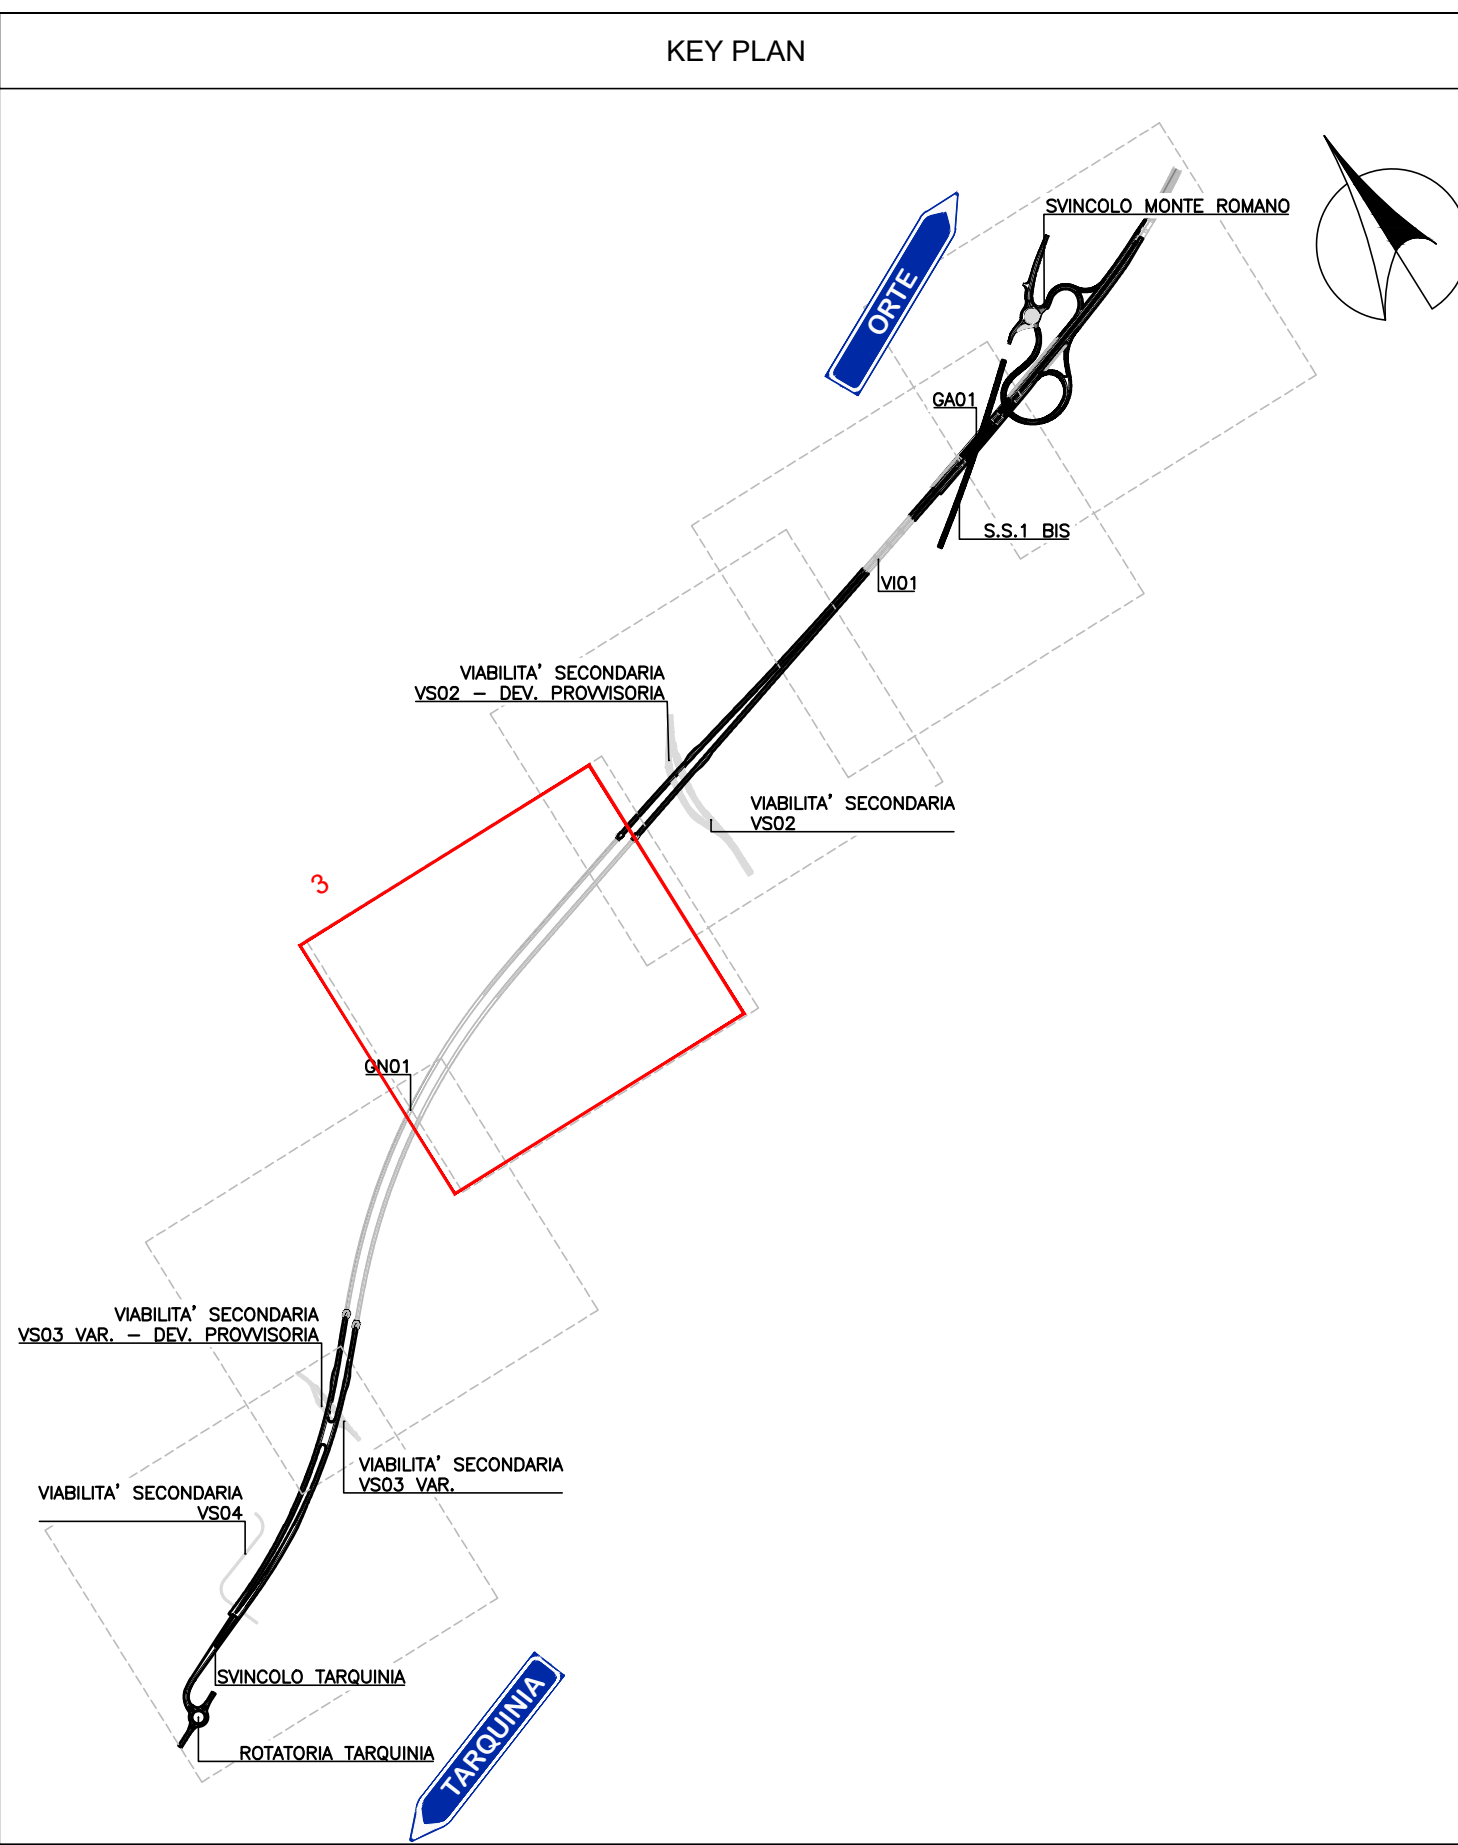 KEY PLAN
SVINCOLO MONTE ROMANO
ORTE
GA01
S.S.1 BIS
VI01
VIABILITA' SECONDARIA
VS02 – DEV. PROVVISORIA
VIABILITA' SECONDARIA
VS02
3
GN01
VIABILITA' SECONDARIA
VS03 VAR. – DEV. PROVVISORIA
VIABILITA' SECONDARIA
VS03 VAR.
VIABILITA' SECONDARIA
VS04
SVINCOLO TARQUINIA
TARQUINIA
ROTATORIA TARQUINIA